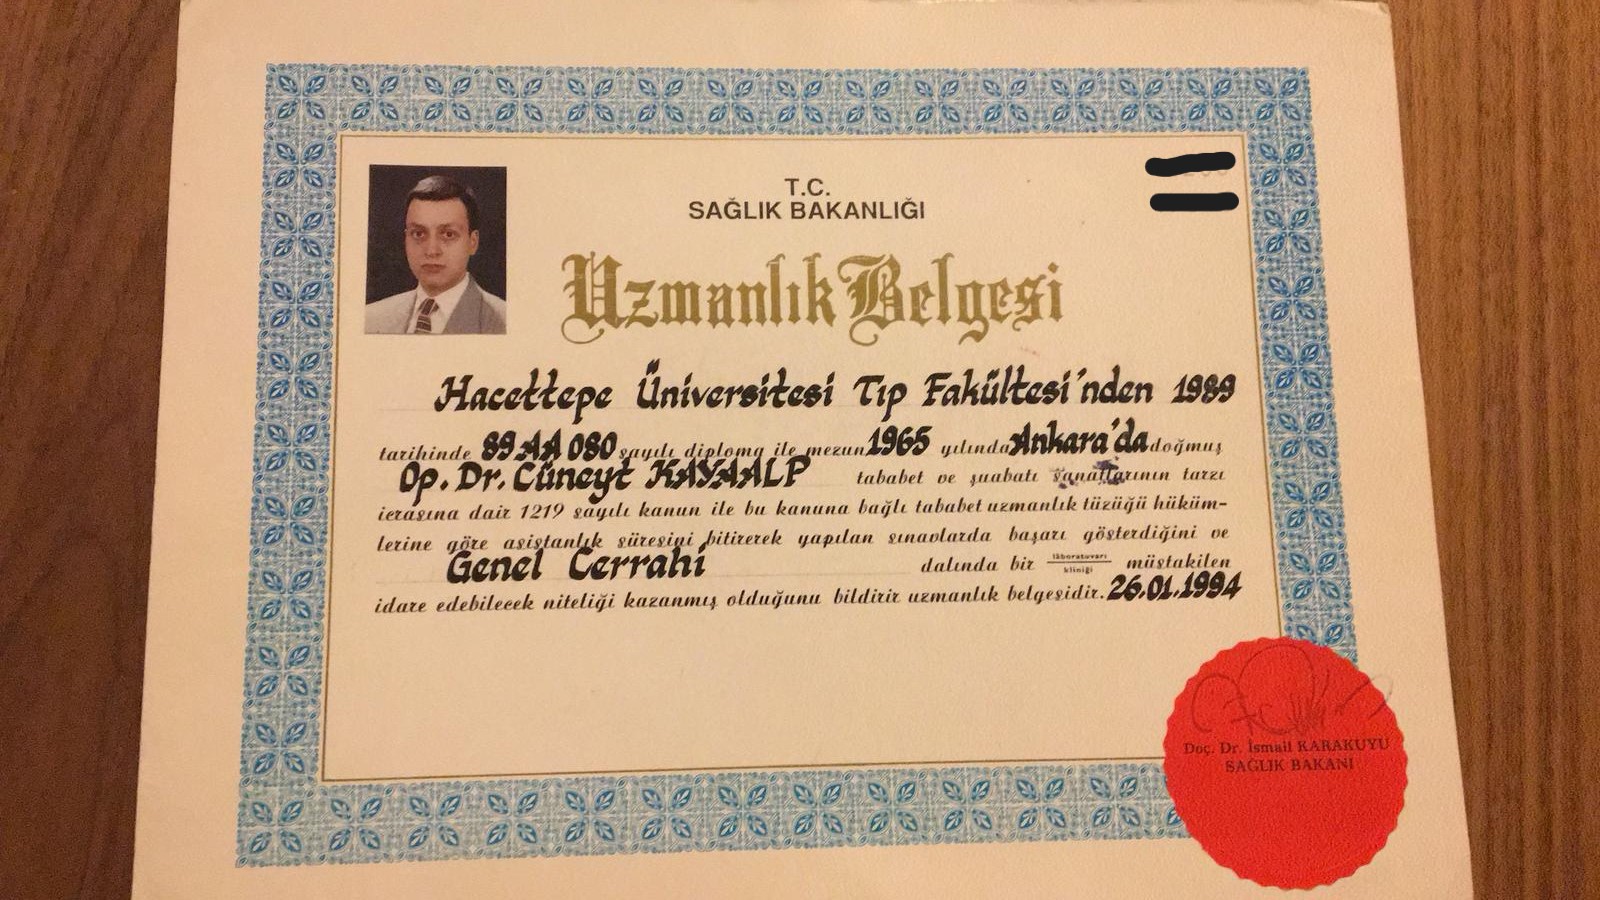 T.C.
SAĞLIK BAKANLIĞI
Uzmanlık Belgesi
Hacettepe Üniversitesi Tıp Fakültesi'nden 1989
tarihinde 89 AA 080 sayılı diploma ile mezun 1965 yılında Ankara'da doğmuş
Op. Dr. Cüneyt KAYAALP tababet ve şuabatı sanatlarının tarzı
icrasına dair 1219 sayılı kanun ile bu kanuna bağlı tababet uzmanlık tüzüğü hüküm-
lerine göre asistanlık süresini bitirerek yapılan sınavlarda başarı gösterdiğini ve
Genel Cerrahi dalında bir lâboratuvarı kliniği müstakilen
idare edebilecek niteliği kazanmış olduğunu bildirir uzmanlık belgesidir. 26.01.1994
Doç. Dr. İsmail KARAKUYU
SAĞLIK BAKANI